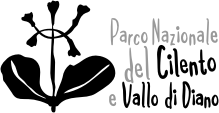 Parco Nazionale
del Cilento
e Vallo di Diano